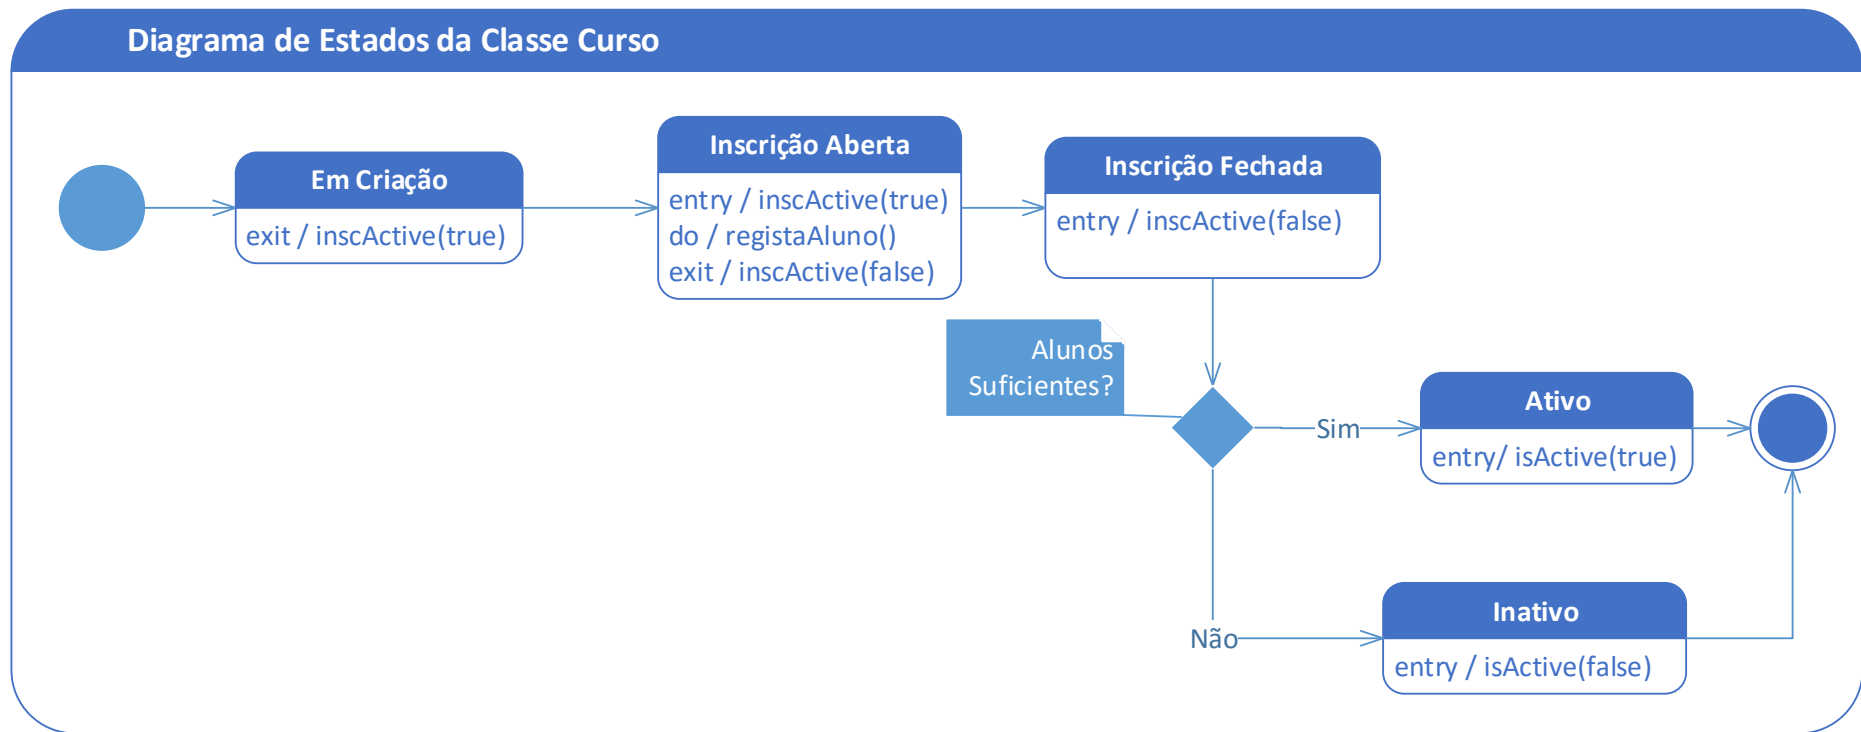 Diagrama de Estados da Classe Curso
Em Criação
exit / inscActive(true)
Inscrição Aberta
entry / inscActive(true)
do / registaAluno()
exit / inscActive(false)
Inscrição Fechada
entry / inscActive(false)
Alunos
Suficientes?
Sim
Ativo
entry/ isActive(true)
Não
Inativo
entry / isActive(false)